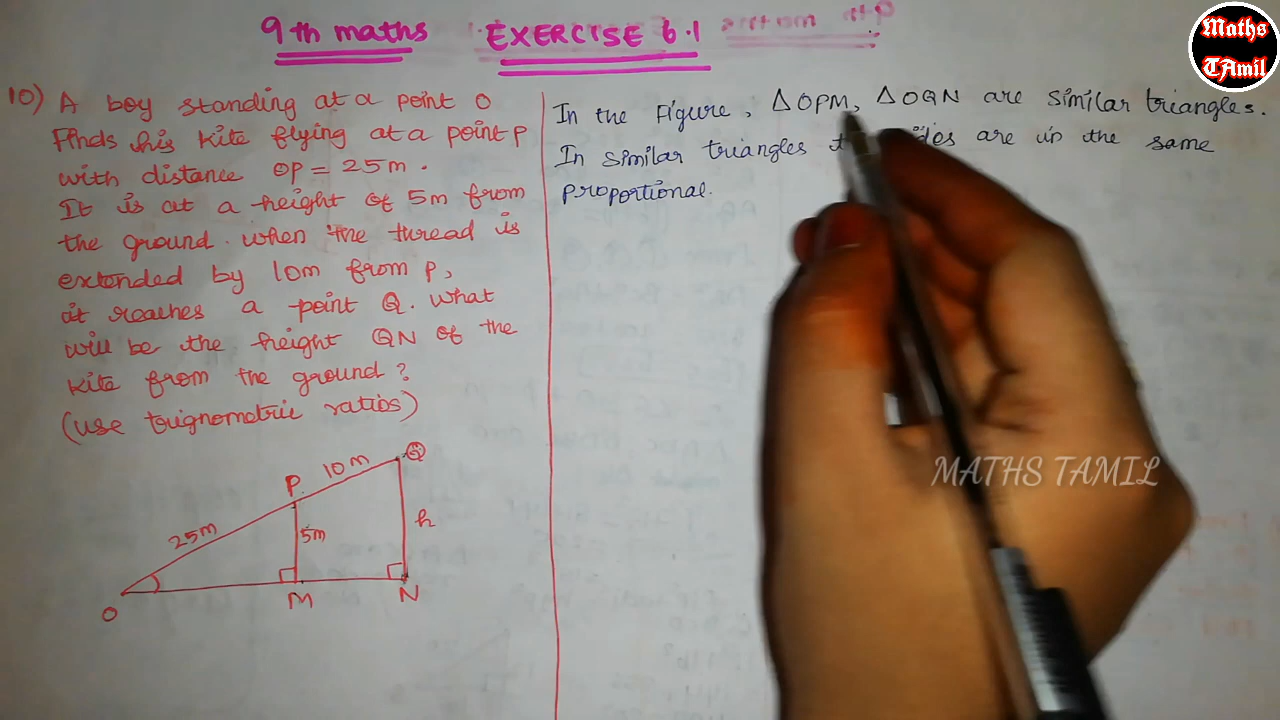 9th maths EXERCISE 6.1
Maths
TAmil
10) A boy standing at a point O
Finds his kite flying at a point P
with distance OP = 25m.
It is at a height of 5m from
the ground. when the thread is
extended by 10m from P,
it reaches a point Q. What
will be the height QN of the
kite from the ground?
(use trignometric ratios)
In the Figure, ΔOPM, ΔOQN are similar triangles.
In similar triangles are in the same
proportional.
Q
10m
P
25m
5m
h
O
M
N
MATHS TAMIL